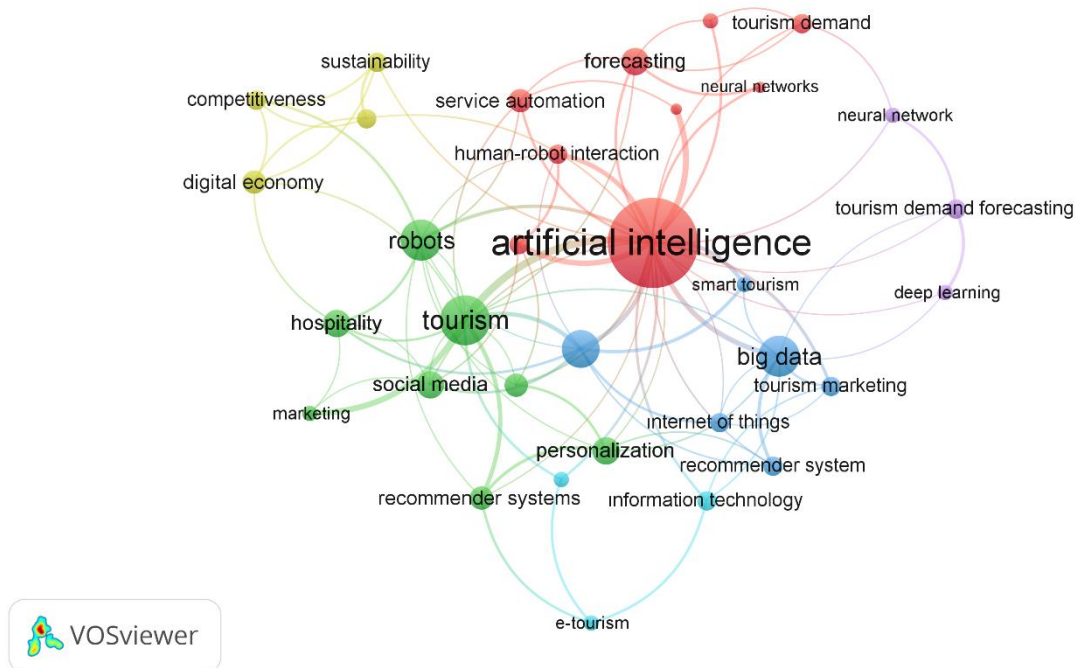 tourism demand
sustainability
forecasting
neural networks
competitiveness
service automation
neural network
human-robot interaction
digital economy
tourism demand forecasting
robots
artificial intelligence
smart tourism
deep learning
hospitality
tourism
big data
social media
tourism marketing
marketing
ınternet of things
personalization
recommender system
recommender systems
ınformation technology
e-tourism
VOSviewer